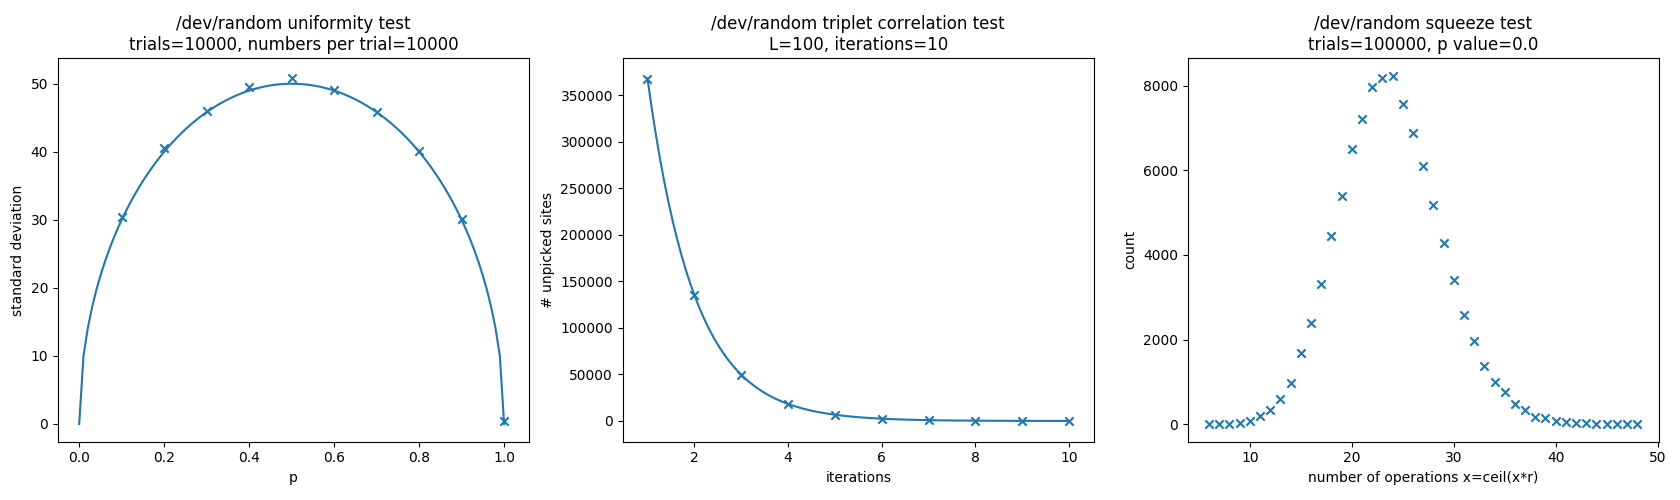 /dev/random uniformity test
trials=10000, numbers per trial=10000
50
40
30
20
10
0
standard deviation
0.0 0.2 0.4 0.6 0.8 1.0
p
/dev/random triplet correlation test
L=100, iterations=10
350000
300000
250000
200000
150000
100000
50000
0
# unpicked sites
2 4 6 8 10
iterations
/dev/random squeeze test
trials=100000, p value=0.0
8000
6000
4000
2000
0
count
10 20 30 40 50
number of operations x=ceil(x*r)